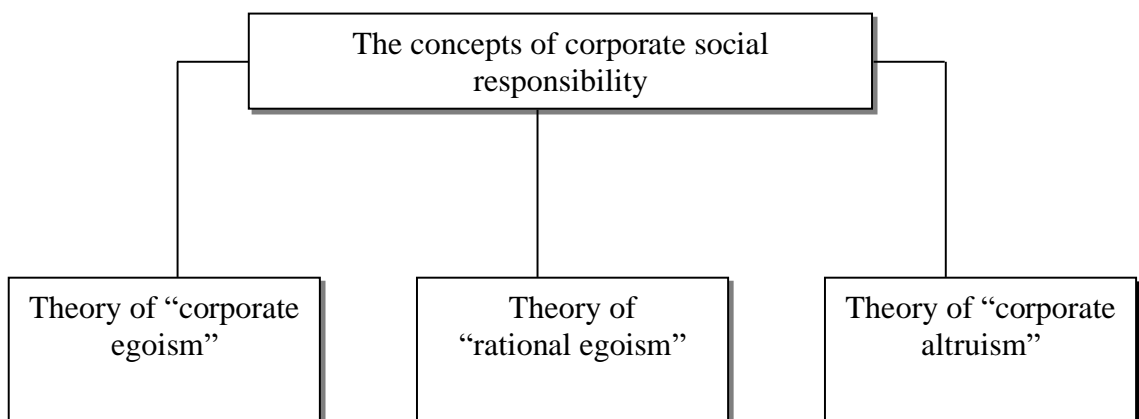 The concepts of corporate social
responsibility
Theory of “corporate
egoism”
Theory of
“rational egoism”
Theory of “corporate
altruism”